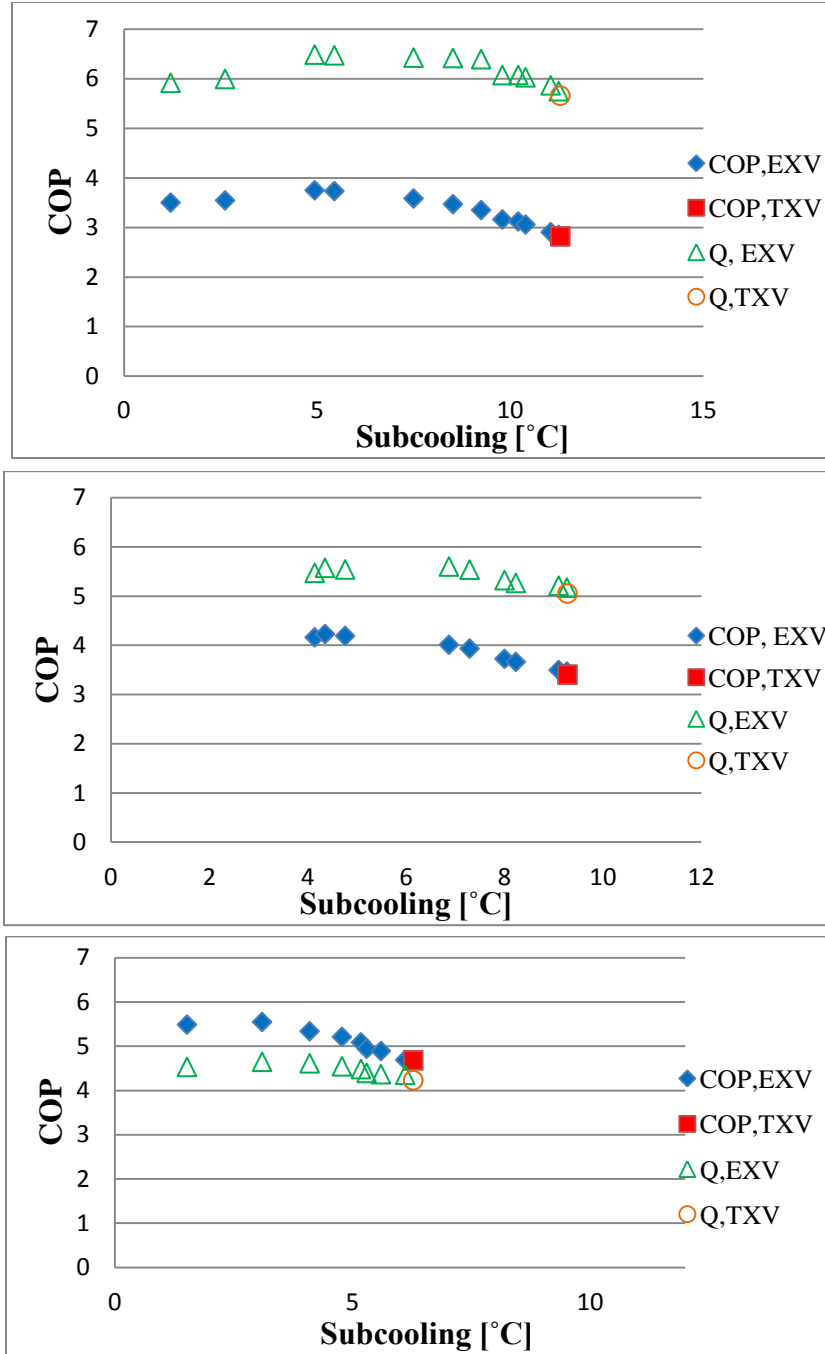 7
6
5
4
3
2
1
0
COP
0 5 10 15
Subcooling [˚C]
COP,EXV
COP,TXV
Q, EXV
Q,TXV
7
6
5
4
3
2
1
0
COP
0 2 4 6 8 10 12
Subcooling [˚C]
COP, EXV
COP,TXV
Q,EXV
Q,TXV
7
6
5
4
3
2
1
0
COP
0 5 10
Subcooling [˚C]
COP,EXV
COP,TXV
Q,EXV
Q,TXV